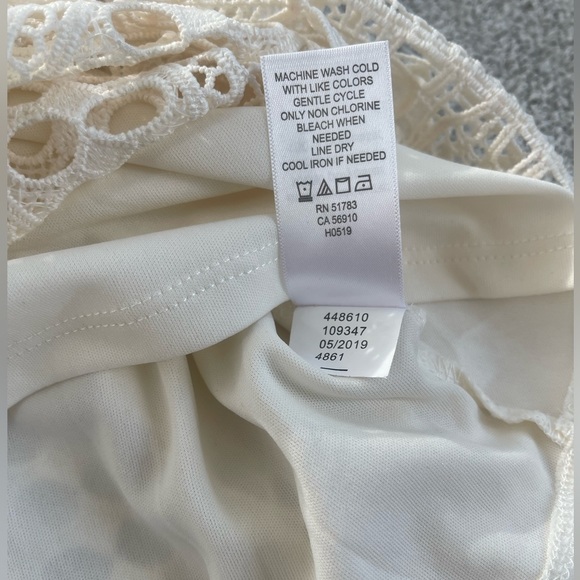 MACHINE WASH COLD
WITH LIKE COLORS
GENTLE CYCLE
ONLY NON CHLORINE
BLEACH WHEN
NEEDED
LINE DRY
COOL IRON IF NEEDED
RN 51783
CA 56910
H0519
448610
109347
05/2019
4861